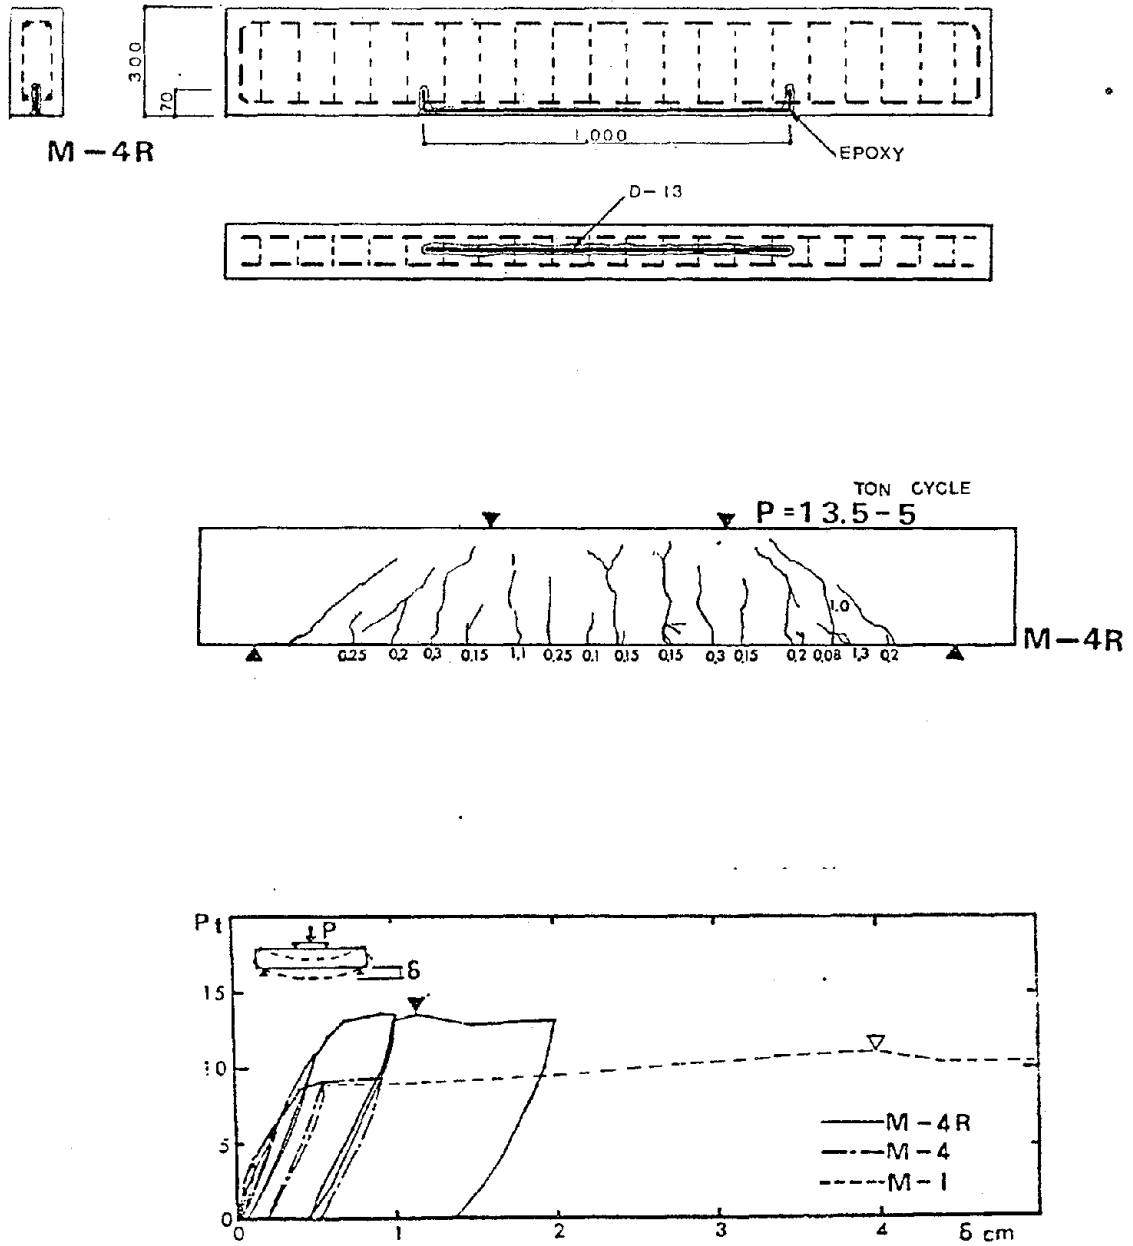 300
70
M-4R
1,000
EPOXY
D-13
TON CYCLE
P=13.5-5
1.0
0.25 0.2 0.3 0.15 1.1 0.25 0.1 0.15 0.15 0.3 0.15 0.2 0.08 1.3 0.2
M-4R
P t
P
δ
15
10
5
0
M-4R
M-4
M-1
0 1 2 3 4 δ cm